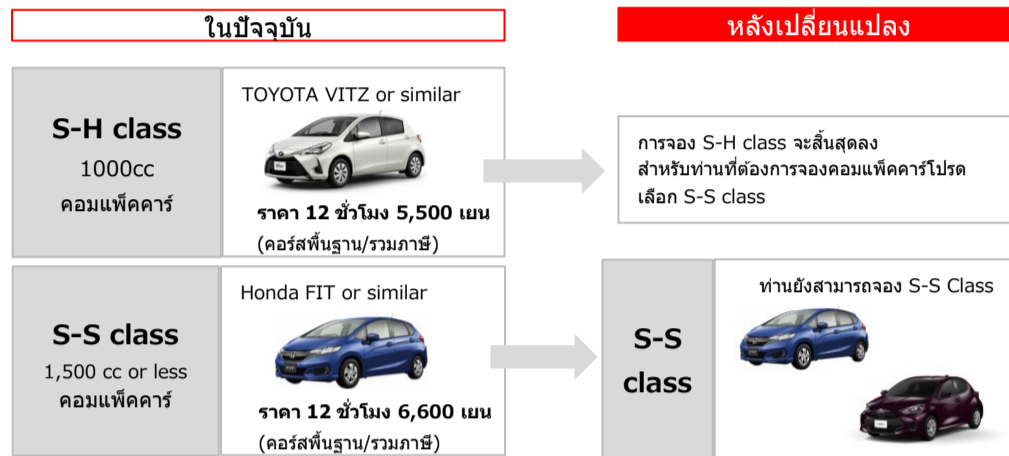 ในปัจจุบัน
หลังเปลี่ยนแปลง
S-H class
1000cc
คอมแพ็คคาร์
TOYOTA VITZ or similar
ราคา 12 ชั่วโมง 5,500 เยน
(คอร์สพื้นฐาน/รวมภาษี)
การจอง S-H class จะสิ้นสุดลง
สำหรับท่านที่ต้องการจองคอมแพ็คคาร์โปรด
เลือก S-S class
S-S class
1,500 cc or less
คอมแพ็คคาร์
Honda FIT or similar
ราคา 12 ชั่วโมง 6,600 เยน
(คอร์สพื้นฐาน/รวมภาษี)
S-S
class
ท่านยังสามารถจอง S-S Class